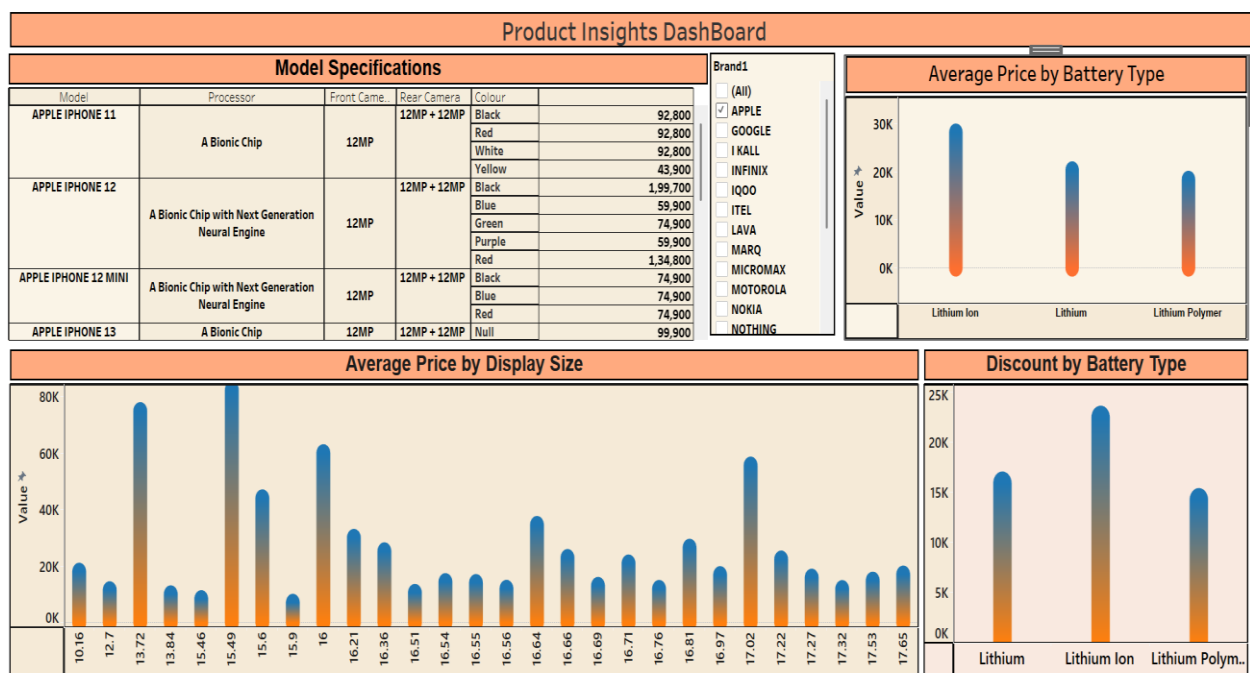 Product Insights DashBoard
Model Specifications
Model Processor Front Came.. Rear Camera Colour
APPLE IPHONE 11 A Bionic Chip 12MP 12MP + 12MP Black 92,800
Red 92,800
White 92,800
Yellow 43,900
APPLE IPHONE 12 A Bionic Chip with Next Generation Neural Engine 12MP 12MP + 12MP Black 1,99,700
Blue 59,900
Green 74,900
Purple 59,900
Red 1,34,800
APPLE IPHONE 12 MINI A Bionic Chip with Next Generation Neural Engine 12MP 12MP + 12MP Black 74,900
Blue 74,900
Red 74,900
APPLE IPHONE 13 A Bionic Chip 12MP 12MP + 12MP Null 99,900
Brand1
(All)
APPLE
GOOGLE
I KALL
INFINIX
IQOO
ITEL
LAVA
MARQ
MICROMAX
MOTOROLA
NOKIA
NOTHING
Average Price by Battery Type
Value
30K
20K
10K
0K
Lithium Ion Lithium Lithium Polymer
Average Price by Display Size
Value
80K
60K
40K
20K
0K
10.16 12.7 13.72 13.84 15.46 15.49 15.6 15.9 16 16.21 16.36 16.51 16.54 16.55 16.56 16.64 16.66 16.69 16.71 16.76 16.81 16.97 17.02 17.22 17.27 17.32 17.53 17.65
Discount by Battery Type
25K
20K
15K
10K
5K
0K
Lithium Lithium Ion Lithium Polym..